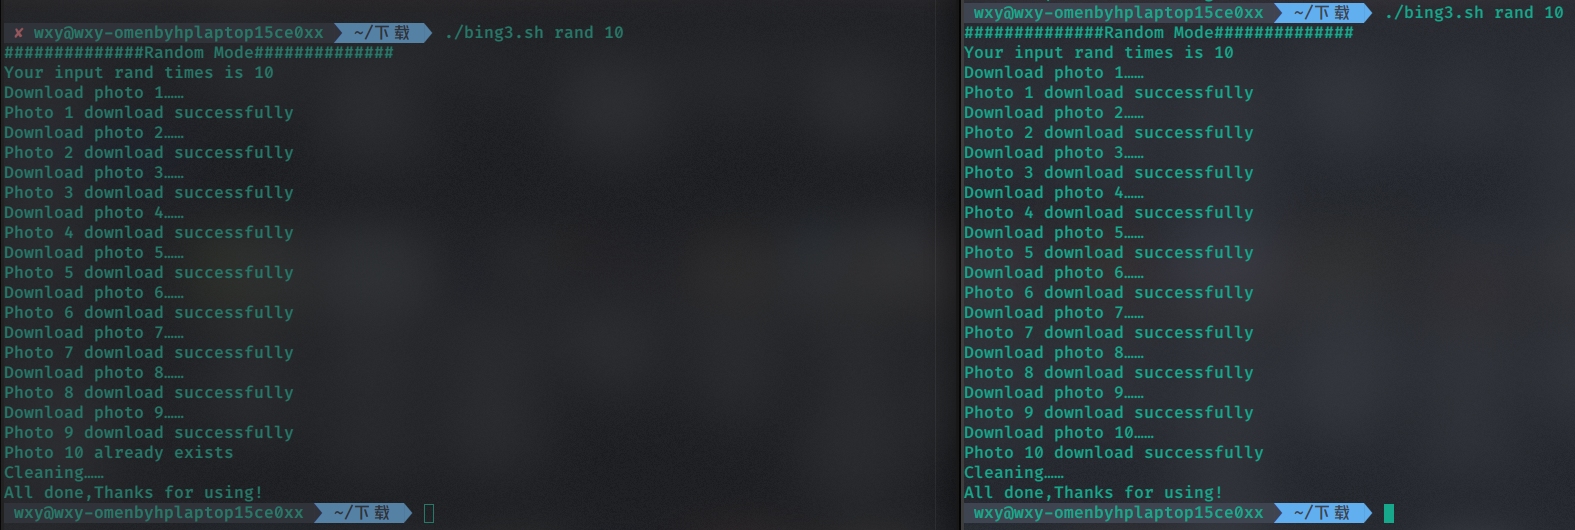 ✘ wxy@wxy-omenbyhplaptop15ce0xx ~/下载 ./bing3.sh rand 10
##############Random Mode##############
Your input rand times is 10
Download photo 1……
Photo 1 download successfully
Download photo 2……
Photo 2 download successfully
Download photo 3……
Photo 3 download successfully
Download photo 4……
Photo 4 download successfully
Download photo 5……
Photo 5 download successfully
Download photo 6……
Photo 6 download successfully
Download photo 7……
Photo 7 download successfully
Download photo 8……
Photo 8 download successfully
Download photo 9……
Photo 9 download successfully
Photo 10 already exists
Cleaning……
All done,Thanks for using!
wxy@wxy-omenbyhplaptop15ce0xx ~/下载
wxy@wxy-omenbyhplaptop15ce0xx ~/下载 ./bing3.sh rand 10
##############Random Mode##############
Your input rand times is 10
Download photo 1……
Photo 1 download successfully
Download photo 2……
Photo 2 download successfully
Download photo 3……
Photo 3 download successfully
Download photo 4……
Photo 4 download successfully
Download photo 5……
Photo 5 download successfully
Download photo 6……
Photo 6 download successfully
Download photo 7……
Photo 7 download successfully
Download photo 8……
Photo 8 download successfully
Download photo 9……
Photo 9 download successfully
Download photo 10……
Photo 10 download successfully
Cleaning……
All done,Thanks for using!
wxy@wxy-omenbyhplaptop15ce0xx ~/下载